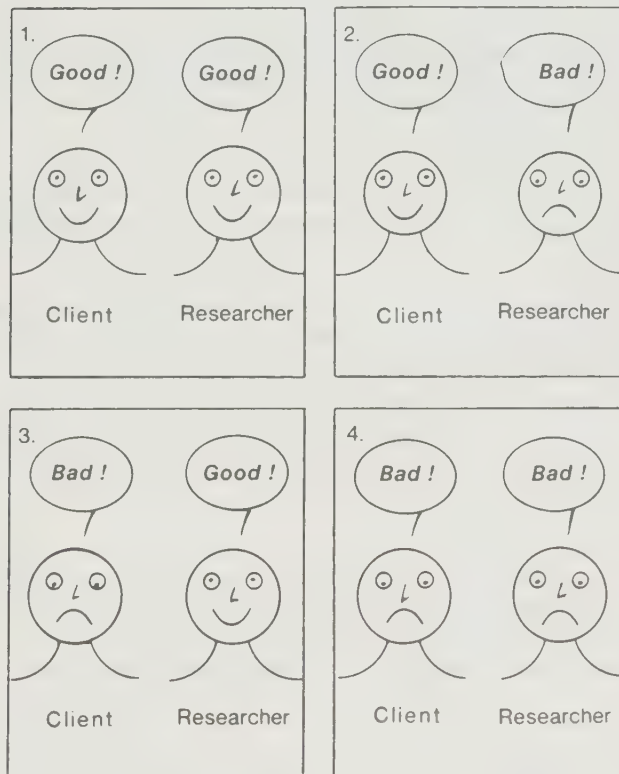 1.
Good ! Good !
Client Researcher
2.
Good ! Bad !
Client Researcher
3.
Bad ! Good !
Client Researcher
4.
Bad ! Bad !
Client Researcher